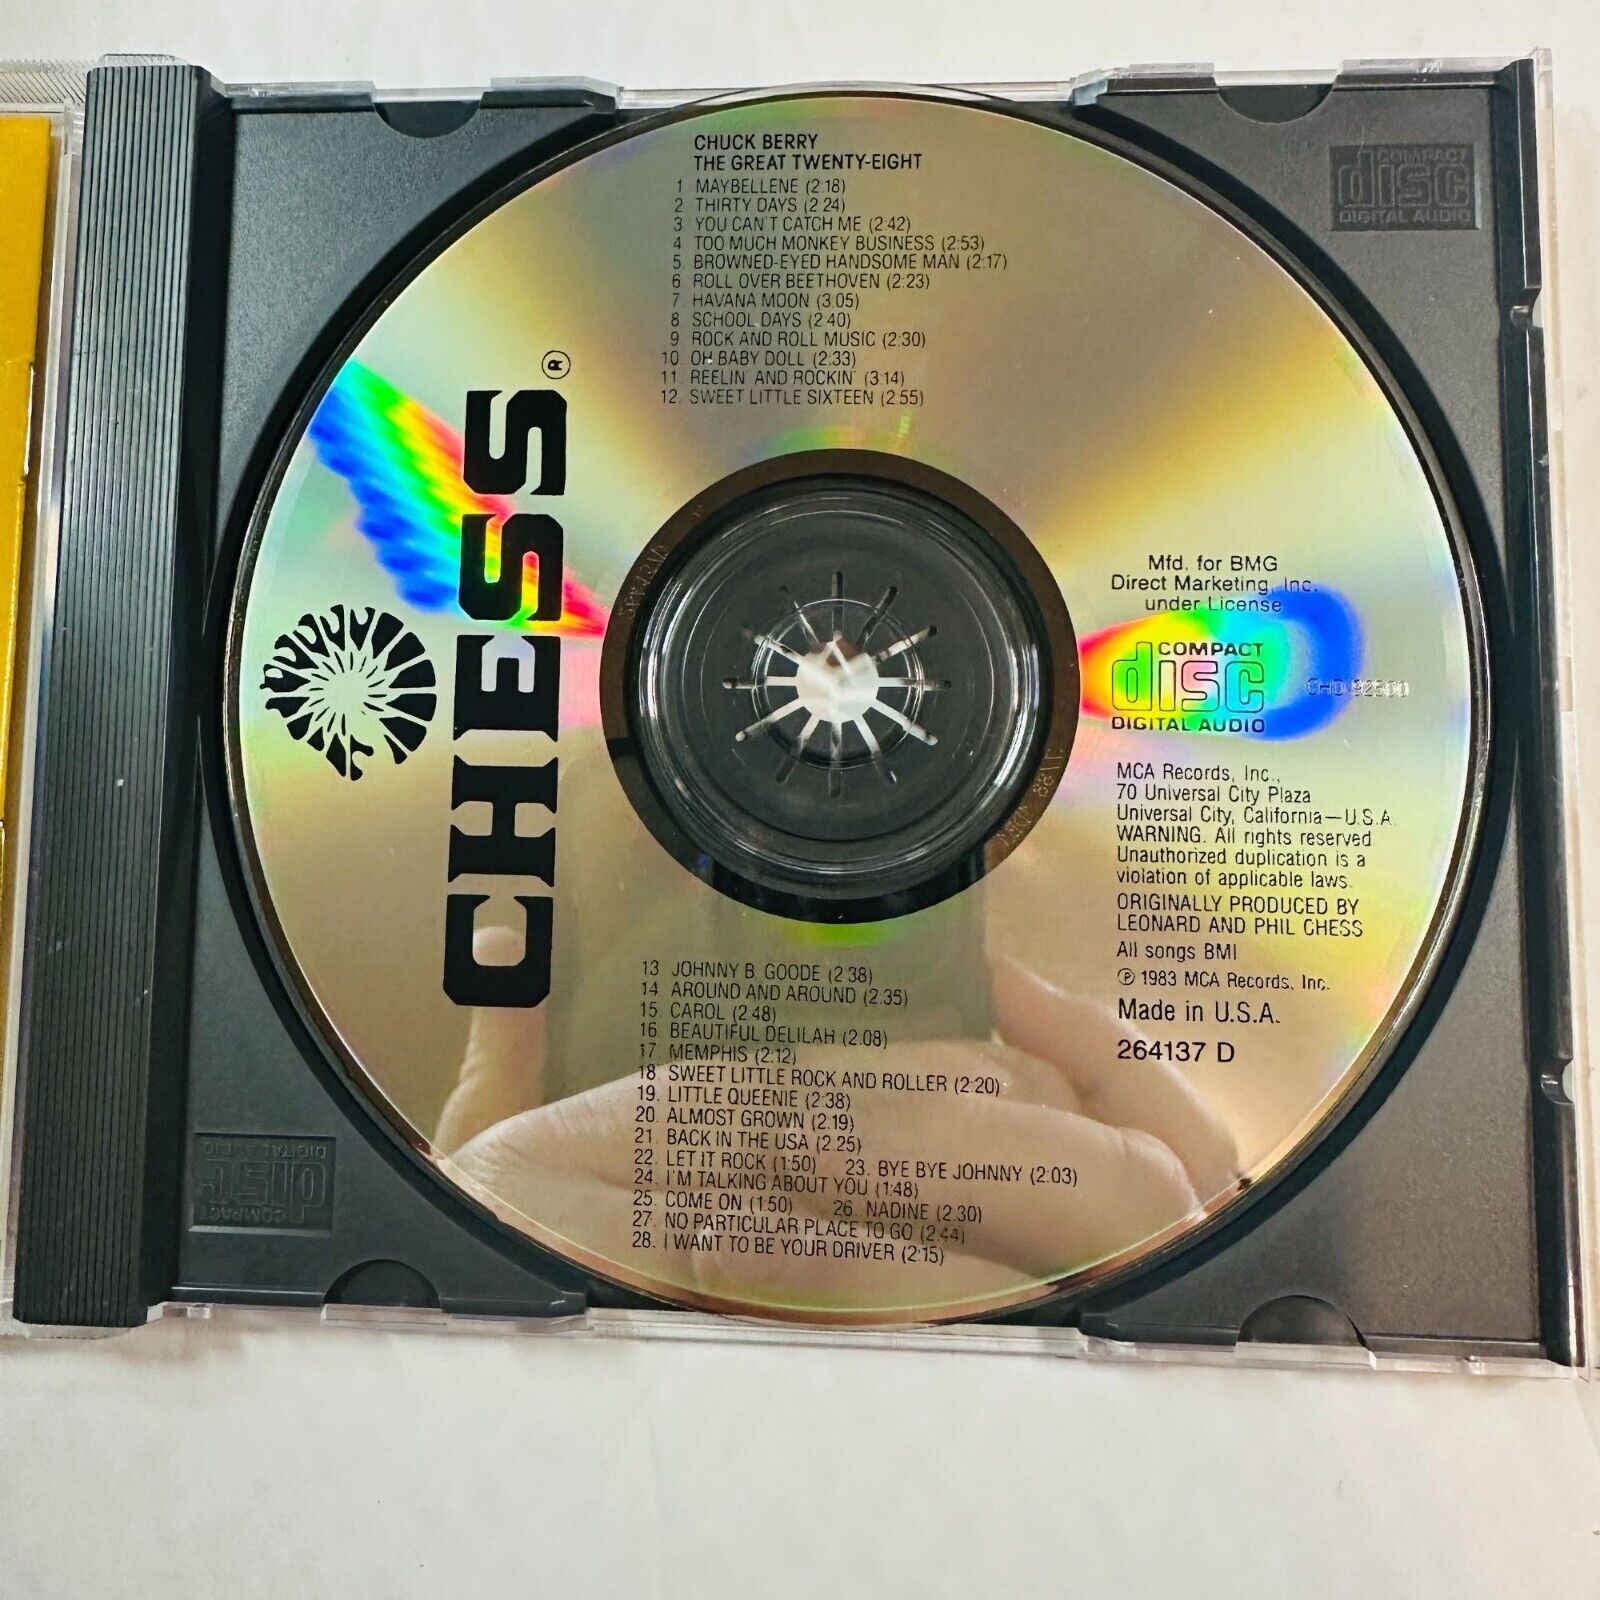 CHUCK BERRY
THE GREAT TWENTY-EIGHT
1 MAYBELLENE (2:18)
2 THIRTY DAYS (2:24)
3 YOU CAN'T CATCH ME (2:42)
4 TOO MUCH MONKEY BUSINESS (2:53)
5. BROWNED-EYED HANDSOME MAN (2:17)
6 ROLL OVER BEETHOVEN (2:23)
7. HAVANA MOON (3:05)
8 SCHOOL DAYS (2:40)
9 ROCK AND ROLL MUSIC (2:30)
10 OH BABY DOLL (2:33)
11. REELIN' AND ROCKIN' (3:14)
12. SWEET LITTLE SIXTEEN (2:55)
CHESS®
Mfd. for BMG
Direct Marketing, Inc.
under License
COMPACT
disc
DIGITAL AUDIO
MCA Records, Inc.,
70 Universal City Plaza
Universal City, California—U.S.A.
WARNING. All rights reserved
Unauthorized duplication is a
violation of applicable laws.
ORIGINALLY PRODUCED BY
LEONARD AND PHIL CHESS
All songs BMI
℗ 1983 MCA Records, Inc.
Made in U.S.A.
264137 D
13 JOHNNY B. GOODE (2:38)
14 AROUND AND AROUND (2:35)
15. CAROL (2:48)
16. BEAUTIFUL DELILAH (2:08)
17. MEMPHIS (2:12)
18. SWEET LITTLE ROCK AND ROLLER (2:20)
19. LITTLE QUEENIE (2:38)
20. ALMOST GROWN (2:19)
21. BACK IN THE USA (2:25)
22. LET IT ROCK (1:50) 23. BYE BYE JOHNNY (2:03)
24. I'M TALKING ABOUT YOU (1:48)
25. COME ON (1:50) 26. NADINE (2:30)
27. NO PARTICULAR PLACE TO GO (2:44)
28. I WANT TO BE YOUR DRIVER (2:15)
COMPACT
disc
DIGITAL AUDIO
COMPACT
disc
DIGITAL AUDIO